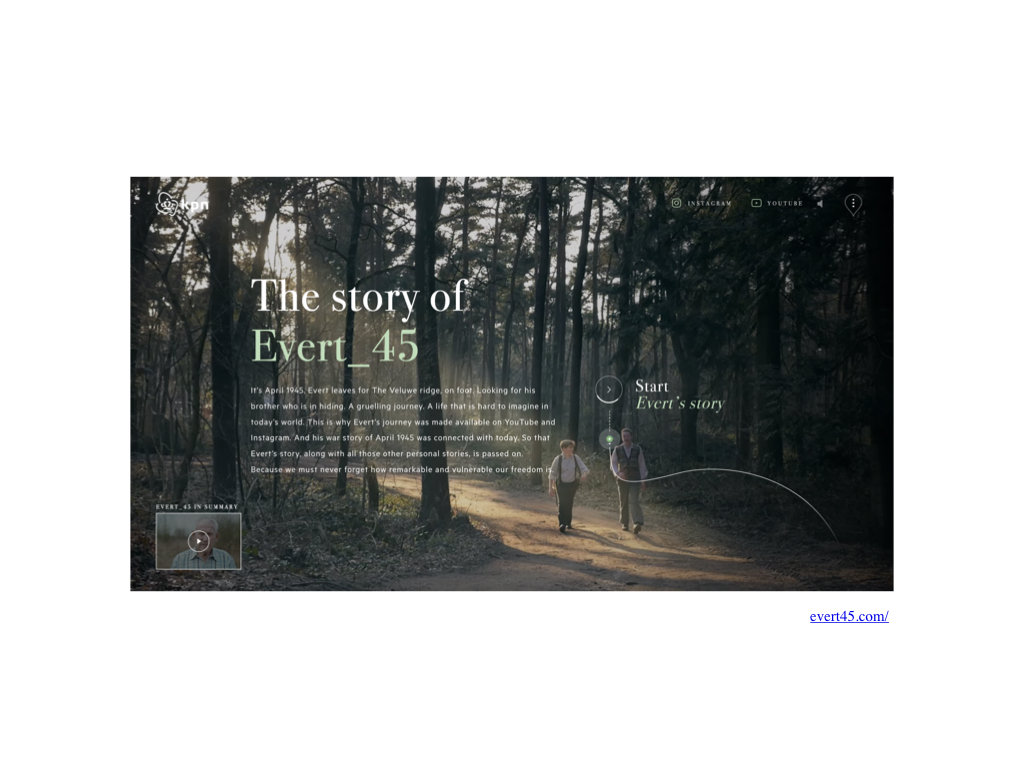 kpn
INSTAGRAM
YOUTUBE
The story of
Evert_45
It's April 1945. Evert leaves for The Veluwe ridge, on foot. Looking for his
brother who is in hiding. A gruelling journey. A life that is hard to imagine in
today's world. This is why Evert's journey was made available on YouTube and
Instagram. And his war story of April 1945 was connected with today. So that
Evert's story, along with all those other personal stories, is passed on.
Because we must never forget how remarkable and vulnerable our freedom is.
Start
Evert's story
EVERT_45 IN SUMMARY
evert45.com/